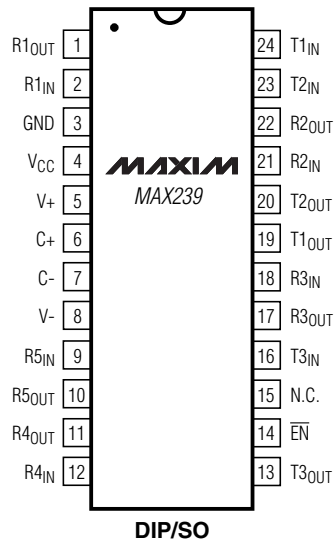 R1OUT 1 24 T1IN
R1IN 2 23 T2IN
GND 3 22 R2OUT
VCC 4 MAXIM 21 R2IN
V+ 5 MAX239 20 T2OUT
C+ 6 19 T1OUT
C- 7 18 R3IN
V- 8 17 R3OUT
R5IN 9 16 T3IN
R5OUT 10 15 N.C.
R4OUT 11 14 E̅N̅
R4IN 12 13 T3OUT
DIP/SO